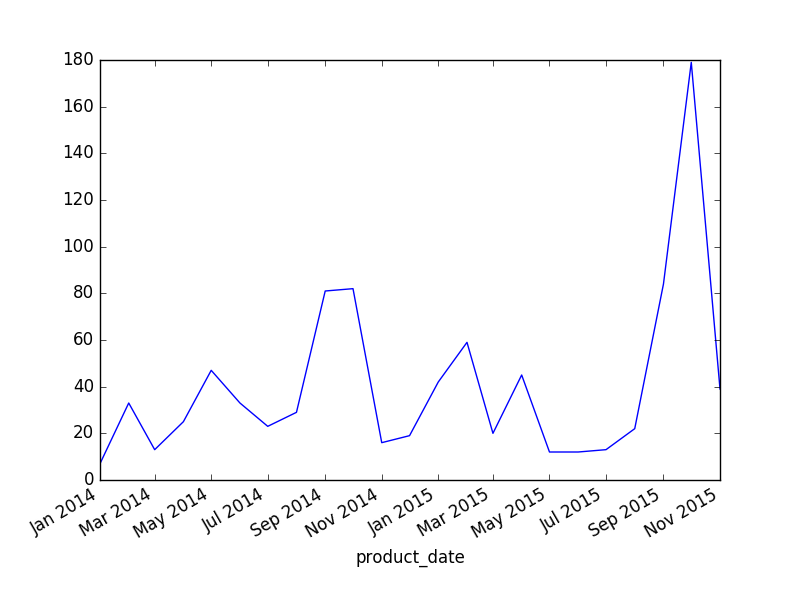 180
160
140
120
100
80
60
40
20
0
Jan 2014
Mar 2014
May 2014
Jul 2014
Sep 2014
Nov 2014
Jan 2015
Mar 2015
May 2015
Jul 2015
Sep 2015
Nov 2015
product_date